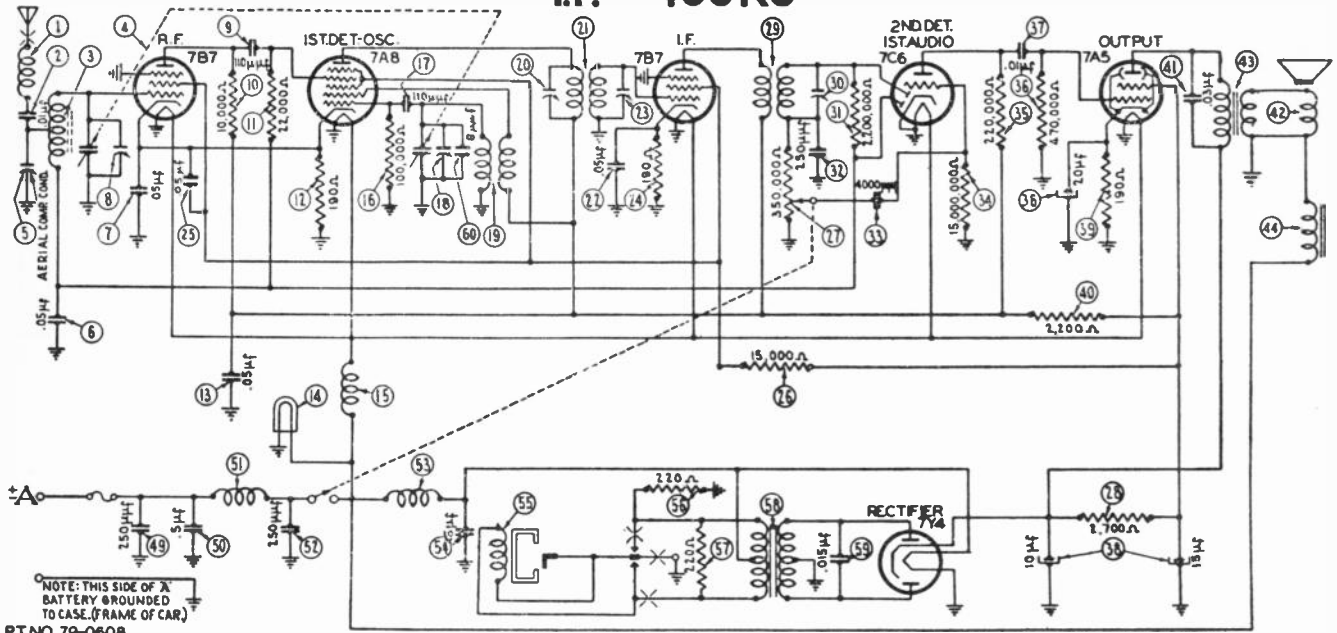 4
9
R.F.
7B7
1ST.DET-OSC.
7A8
17
21
20
I.F.
7B7
29
2ND.DET.
1ST.AUDIO
7C6
37
.01µf
OUTPUT
7A5
41
.03µf
43
1
2
3
.01µf
110µµf
10
10,000Ω
11
22,000Ω
110µµf
8µµf
23
30
31
2,200,000Ω
220,000Ω
36
35
470,000Ω
42
5
AERIAL COMP. COND.
8
7
.05µf
25
.05µf
12
190Ω
16
100,000Ω
18
60
19
22
.05µf
24
190Ω
350,000Ω
250µµf
32
27
33
15,000,000Ω
34
38
20µf
39
190Ω
44
6
.05µf
40
2,200Ω
13
.05µf
14
15
15,000Ω
26
±A
51
53
55
220Ω
56
58
RECTIFIER
7Y4
28
2,700Ω
250µµf
49
.5µf
50
250µµf
52
54
220Ω
57
.015µf
59
10µf
38
15µf
NOTE: THIS SIDE OF "A"
BATTERY GROUNDED
TO CASE.(FRAME OF CAR)
PT.NO. 79-0608